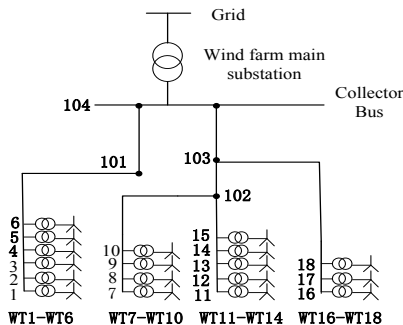 Grid
Wind farm main
substation
104
Collector
Bus
101
103
102
6
5
4
3
2
1
10
9
8
7
15
14
13
12
11
18
17
16
WT1-WT6
WT7-WT10
WT11-WT14
WT16-WT18